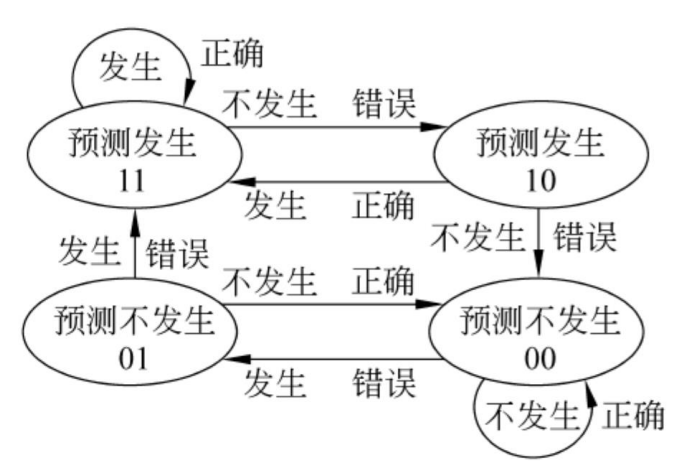 发生 正确
不发生 错误
预测发生
11
预测发生
10
发生 正确
发生 错误
不发生 错误
不发生 正确
预测不发生
01
预测不发生
00
发生 错误
不发生 正确